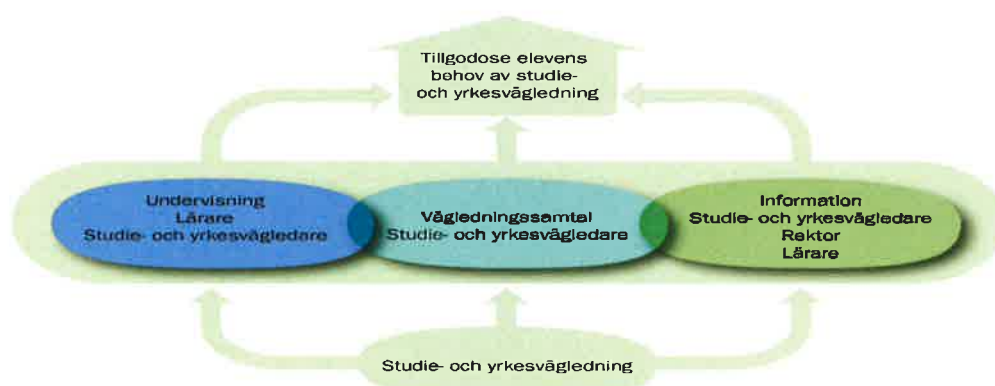 Tillgodose elevens
behov av studie-
och yrkesvägledning
Undervisning
Lärare
Studie- och yrkesvägledare
Vägledningssamtal
Studie- och yrkesvägledare
Information
Studie- och yrkesvägledare
Rektor
Lärare
Studie- och yrkesvägledning